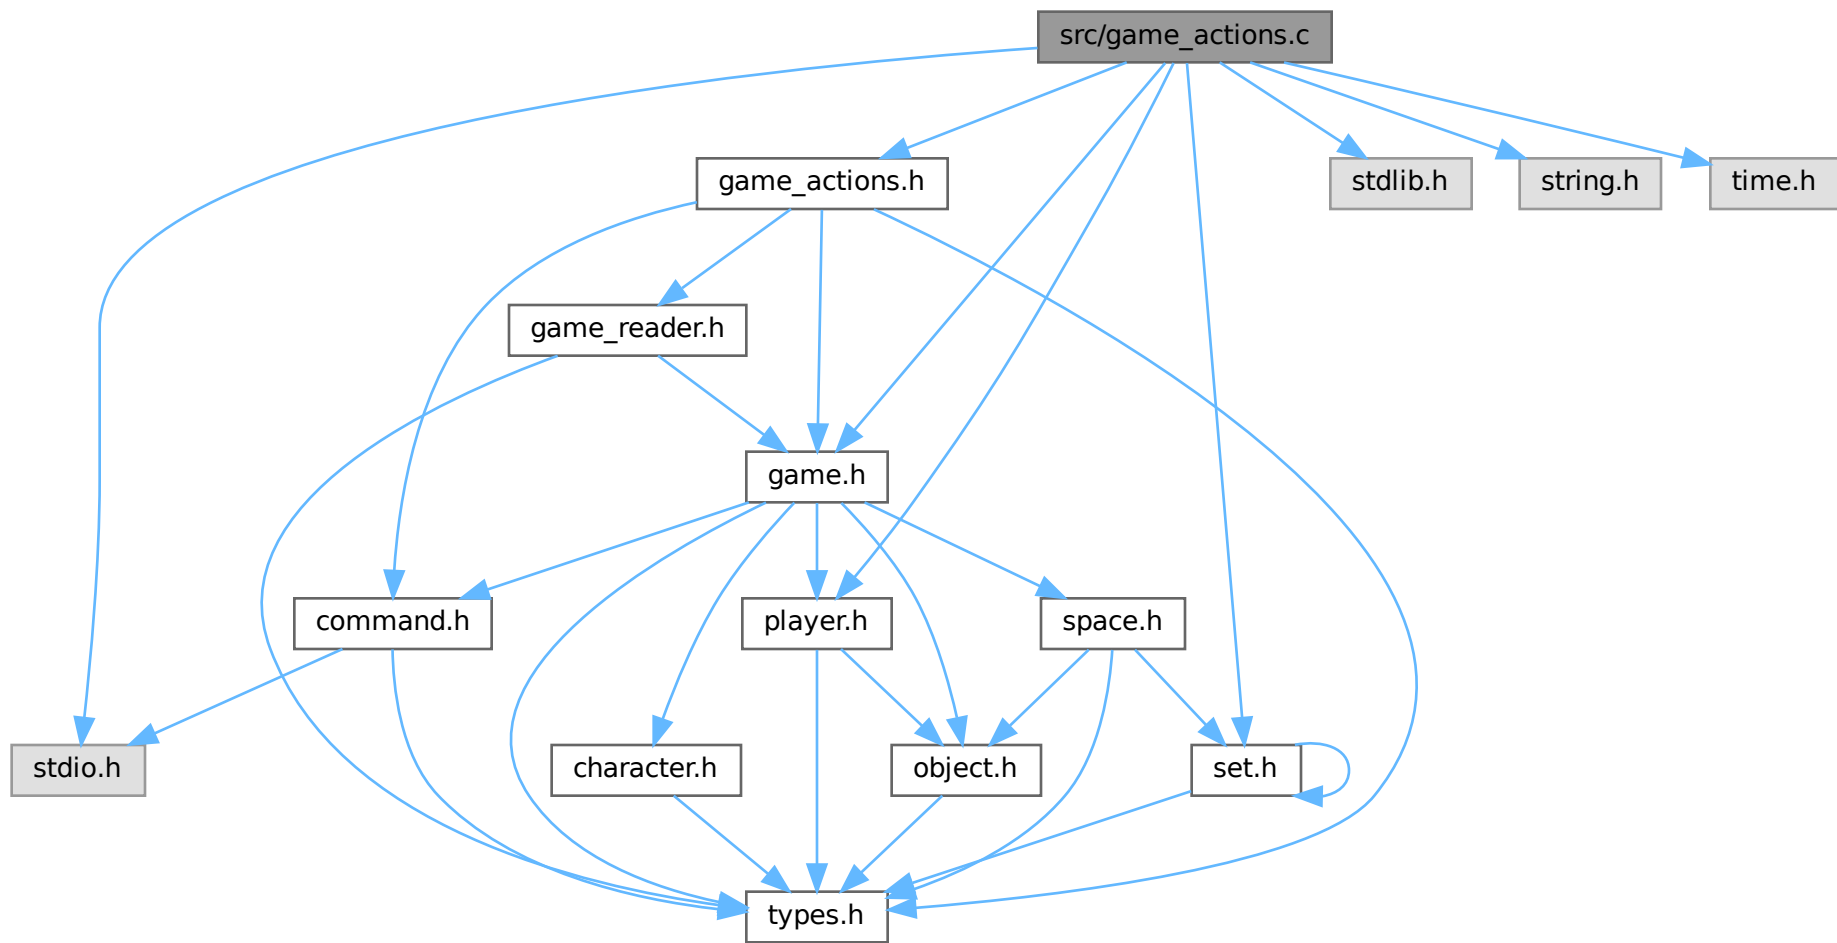 src/game_actions.c
game_actions.h
stdlib.h
string.h
time.h
game_reader.h
game.h
command.h
player.h
space.h
stdio.h
character.h
object.h
set.h
types.h